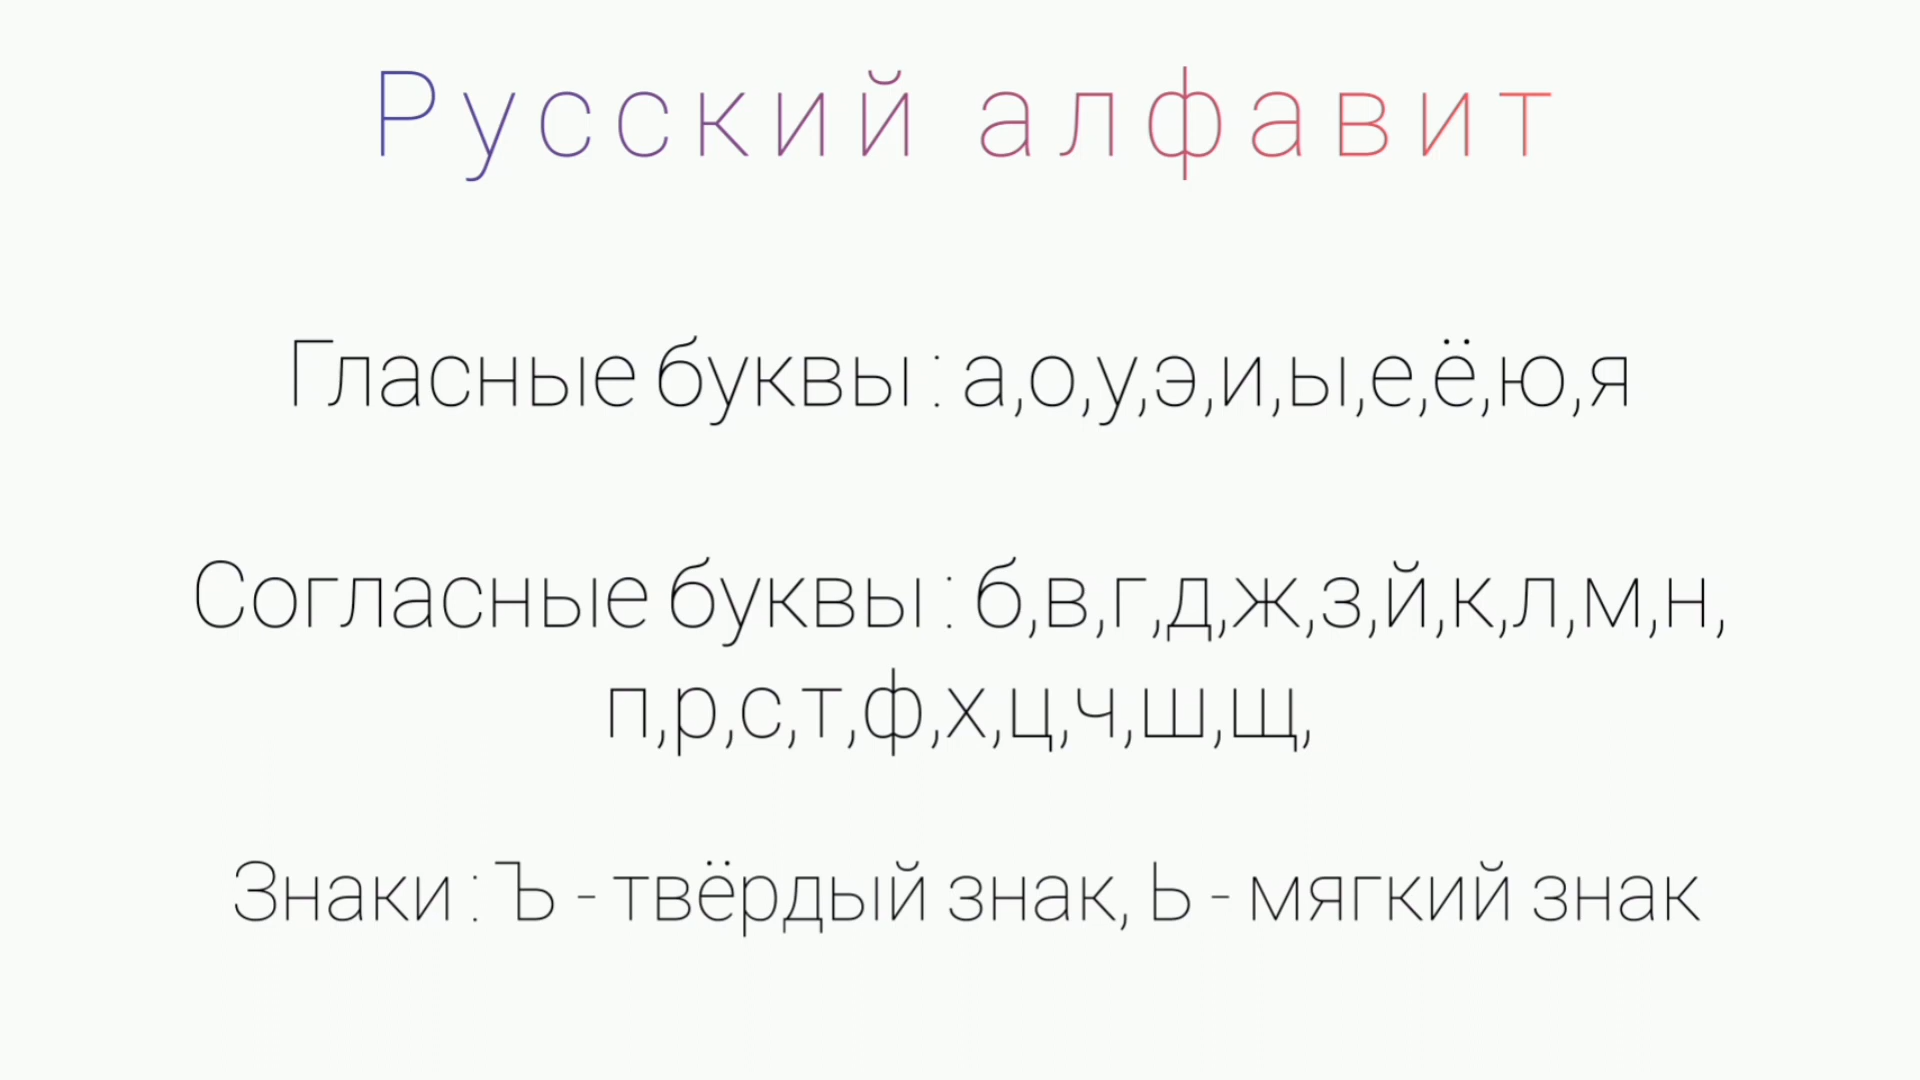 Русский алфавит
Гласные буквы : а,о,у,э,и,ы,е,ё,ю,я
Согласные буквы : б,в,г,д,ж,з,й,к,л,м,н,
п,р,с,т,ф,х,ц,ч,ш,щ,
Знаки : Ъ - твёрдый знак, Ь - мягкий знак